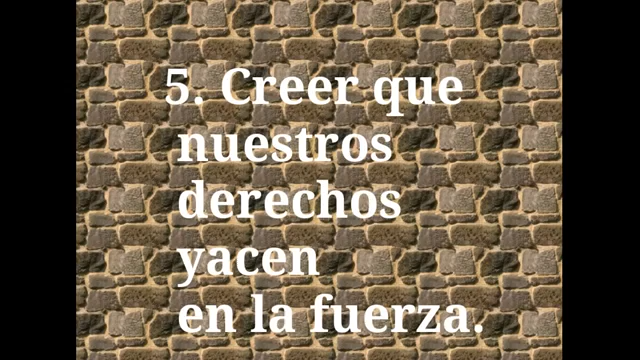 5. Creer que
nuestros
derechos
yacen
en la fuerza.